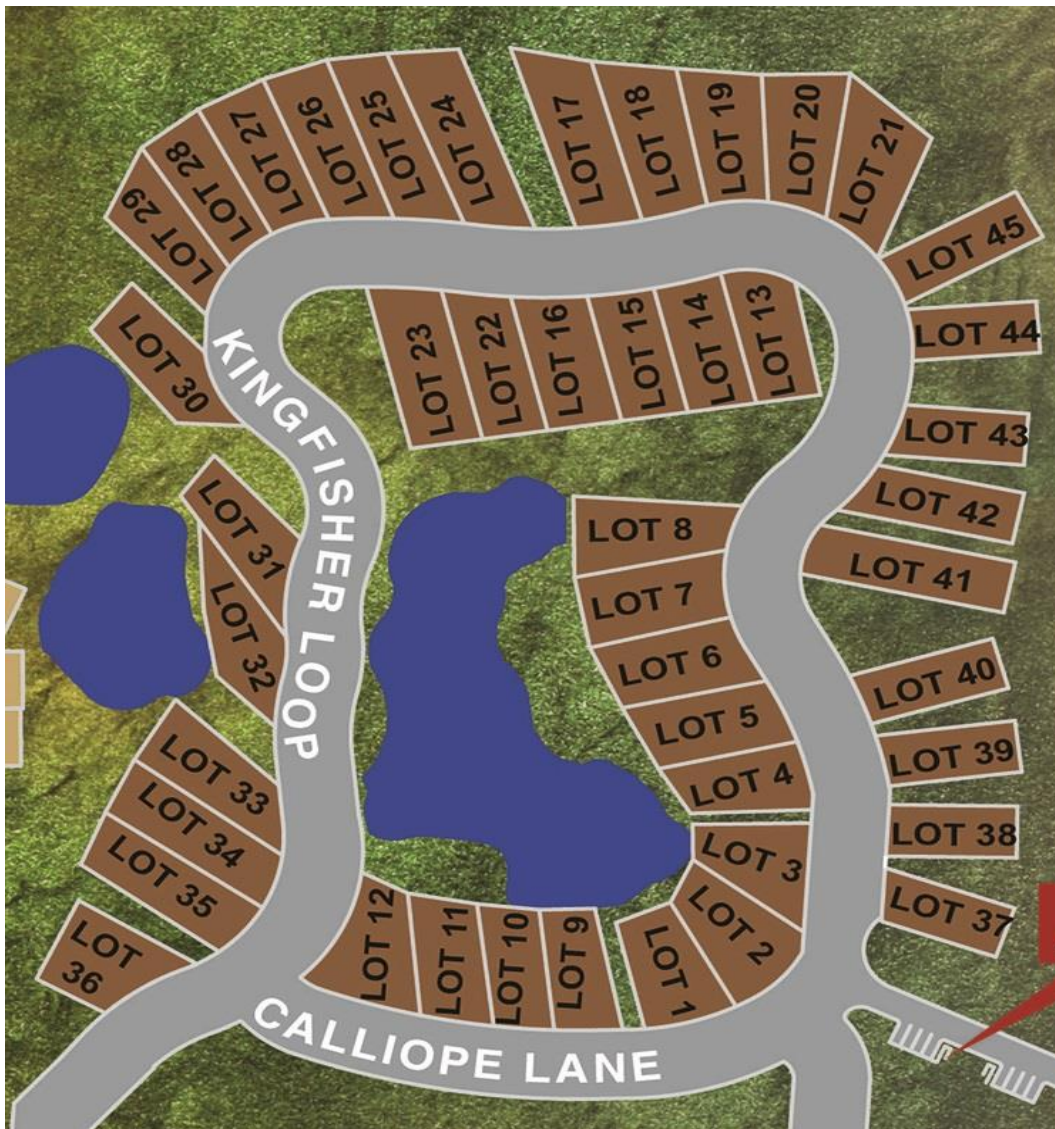 LOT 24
LOT 25
LOT 26
LOT 27
LOT 28
LOT 29
LOT 17
LOT 18
LOT 19
LOT 20
LOT 21
LOT 45
LOT 44
LOT 43
LOT 42
LOT 41
LOT 23
LOT 22
LOT 16
LOT 15
LOT 14
LOT 13
LOT 30
KINGFISHER LOOP
LOT 31
LOT 32
LOT 8
LOT 7
LOT 6
LOT 5
LOT 4
LOT 3
LOT 2
LOT 1
LOT 40
LOT 39
LOT 38
LOT 37
LOT 33
LOT 34
LOT 35
LOT
36
LOT 12
LOT 11
LOT 10
LOT 9
CALLIOPE LANE